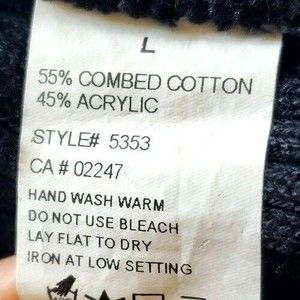 L
55% COMBED COTTON
45% ACRYLIC
STYLE# 5353
CA # 02247
HAND WASH WARM
DO NOT USE BLEACH
LAY FLAT TO DRY
IRON AT LOW SETTING